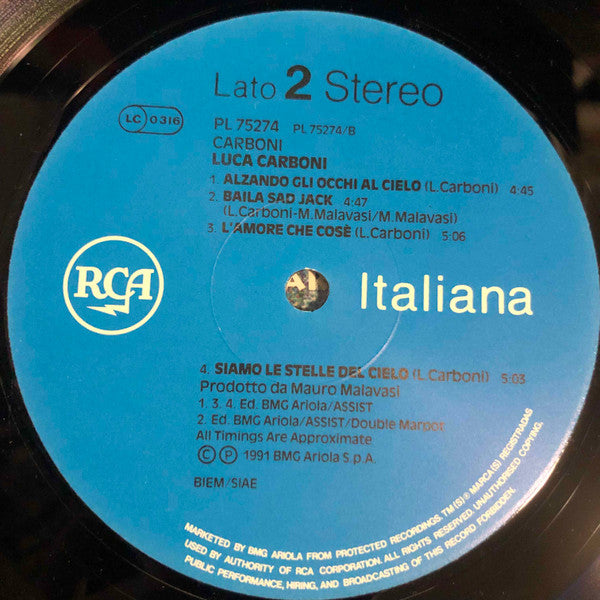 Lato 2 Stereo
LC 0316
PL 75274 PL 75274/B
CARBONI
LUCA CARBONI
1. ALZANDO GLI OCCHI AL CIELO (L.Carboni) 4:45
2. BAILA SAD JACK 4:47
(L.Carboni-M.Malavasi/M.Malavasi)
3. L'AMORE CHE COSÈ (L.Carboni) 5:06
RCA
Italiana
4. SIAMO LE STELLE DEL CIELO (L.Carboni) 5:03
Prodotto da Mauro Malavasi
1. 3. 4. Ed. BMG Ariola/ASSIST
2. Ed. BMG Ariola/ASSIST/Double Marpot
All Timings Are Approximate
© ℗ 1991 BMG Ariola S.p.A.
BIEM/SIAE
MARKETED BY BMG ARIOLA FROM PROTECTED RECORDINGS. TM(S)® MARCA(S) REGISTRADAS
USED BY AUTHORITY OF RCA CORPORATION. ALL RIGHTS RESERVED. UNAUTHORISED COPYING,
PUBLIC PERFORMANCE, HIRING, AND BROADCASTING OF THIS RECORD FORBIDDEN.